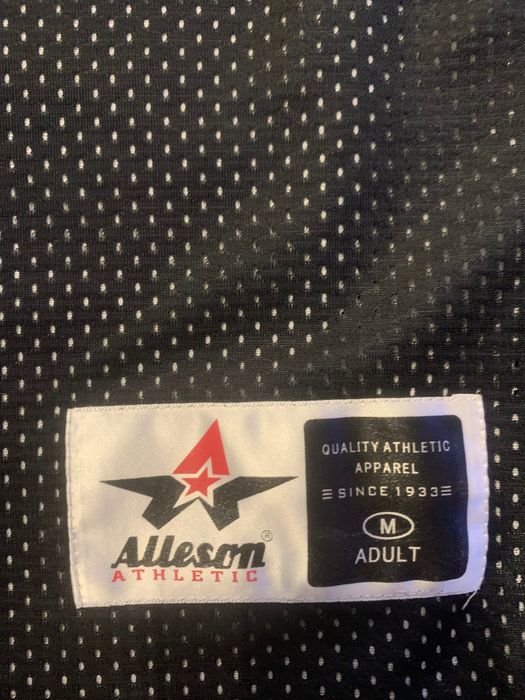 Alleson®
ATHLETIC
QUALITY ATHLETIC
APPAREL
SINCE 1933
M
ADULT